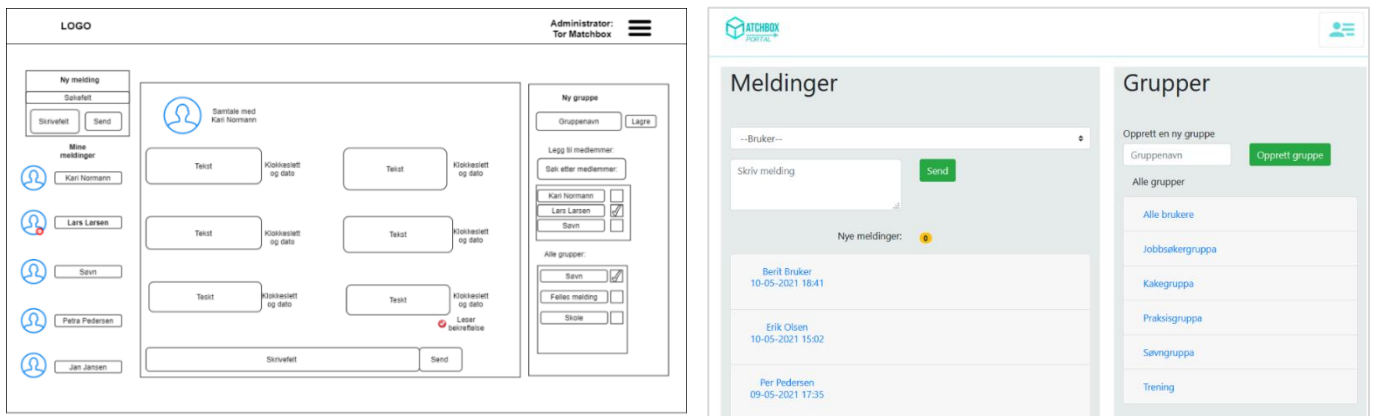 LOGO
Administrator:
Tor Matchbox
Ny melding
Søkefelt
Skrivefelt
Send
Mine
meldinger
Kari Normann
Lars Larsen
Søvn
Petra Pedersen
Jan Jansen
Samtale med
Kari Normann
Tekst
Klokkeslett
og dato
Tekst
Klokkeslett
og dato
Tekst
Klokkeslett
og dato
Tekst
Klokkeslett
og dato
Teskt
Klokkeslett
og dato
Teskt
Klokkeslett
og dato
Leser
bekreftelse
Skrivefelt
Send
Ny gruppe
Gruppenavn
Lagre
Legg til medlemmer:
Søk etter medlemmer:
Kari Normann
Lars Larsen
Søvn
Alle grupper:
Søvn
Felles melding
Skole
ATCHBOX
PORTAL
Meldinger
--Bruker--
Skriv melding
Send
Nye meldinger: 0
Berit Bruker
10-05-2021 18:41
Erik Olsen
10-05-2021 15:02
Per Pedersen
09-05-2021 17:35
Grupper
Opprett en ny gruppe
Gruppenavn
Opprett gruppe
Alle grupper
Alle brukere
Jobbsøkergruppa
Kakegruppa
Praksisgruppa
Søvngruppa
Trening